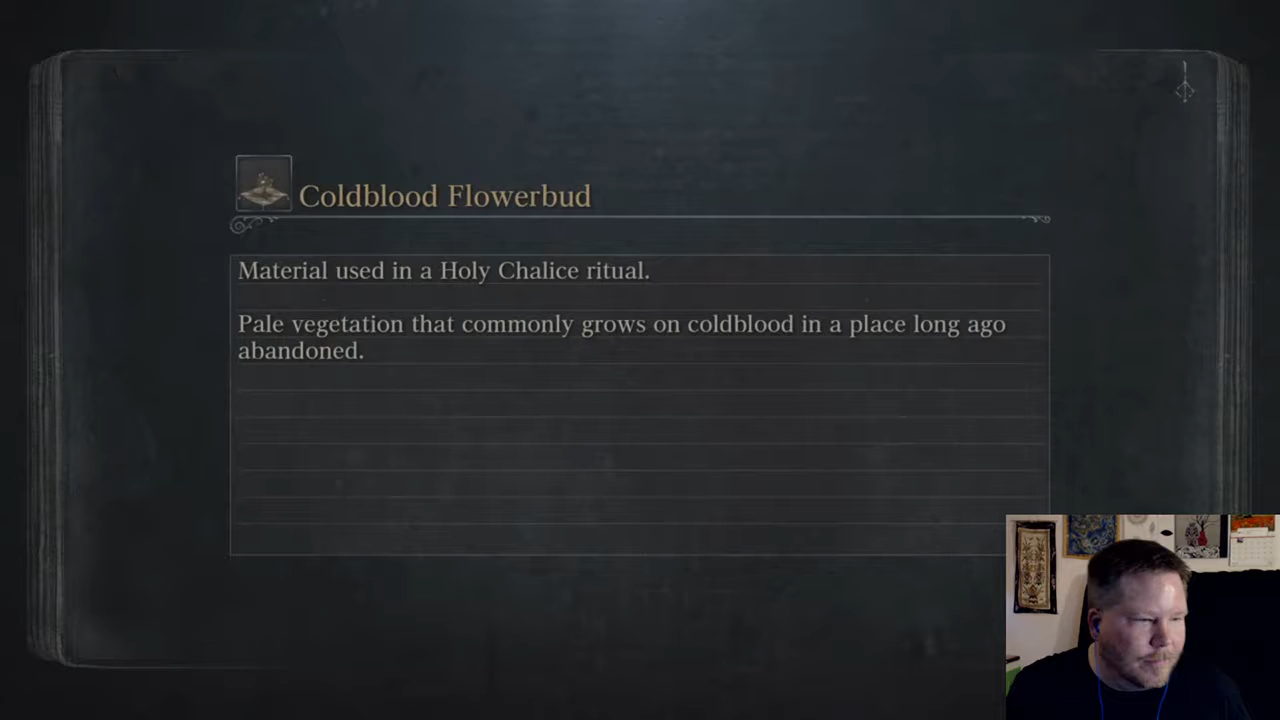 Coldblood Flowerbud
Material used in a Holy Chalice ritual.
Pale vegetation that commonly grows on coldblood in a place long ago
abandoned.